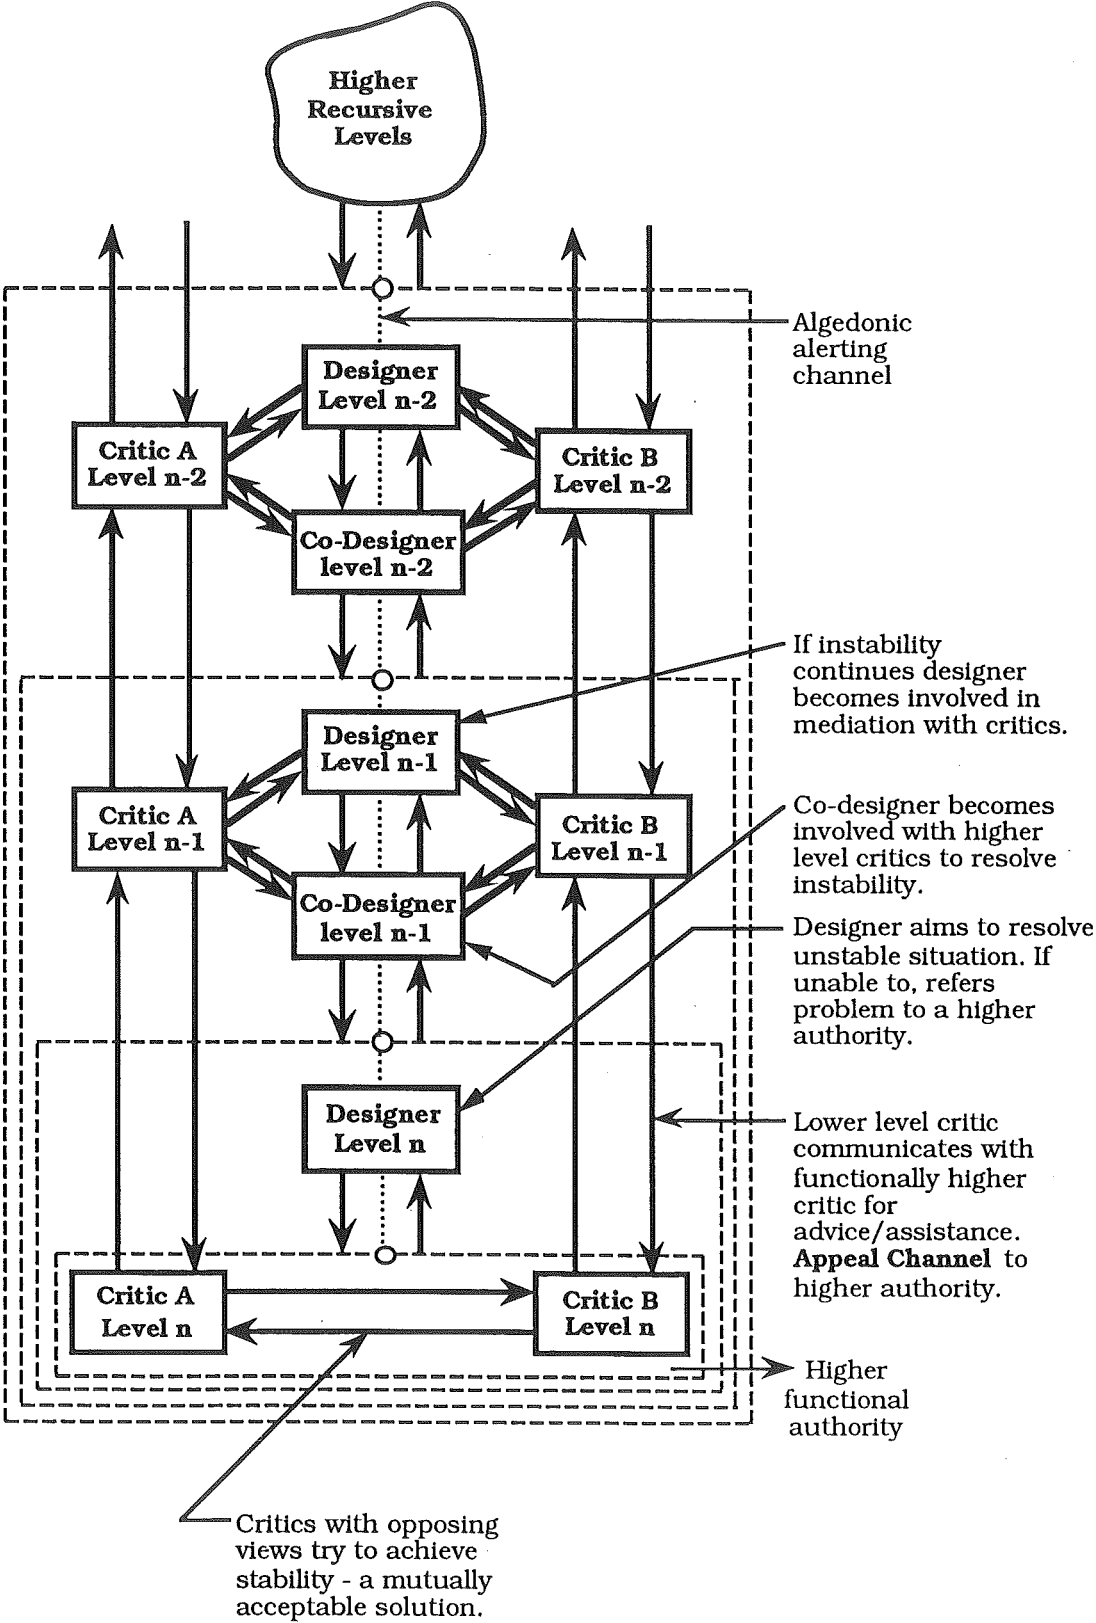 Higher
Recursive
Levels
Algedonic
alerting
channel
Designer
Level n-2
Critic A
Level n-2
Critic B
Level n-2
Co-Designer
level n-2
If instability
continues designer
becomes involved in
mediation with critics.
Designer
Level n-1
Critic A
Level n-1
Critic B
Level n-1
Co-designer becomes
involved with higher
level critics to resolve
instability.
Co-Designer
level n-1
Designer aims to resolve
unstable situation. If
unable to, refers
problem to a higher
authority.
Designer
Level n
Lower level critic
communicates with
functionally higher
critic for
advice/assistance.
Appeal Channel to
higher authority.
Critic A
Level n
Critic B
Level n
Higher
functional
authority
Critics with opposing
views try to achieve
stability - a mutually
acceptable solution.